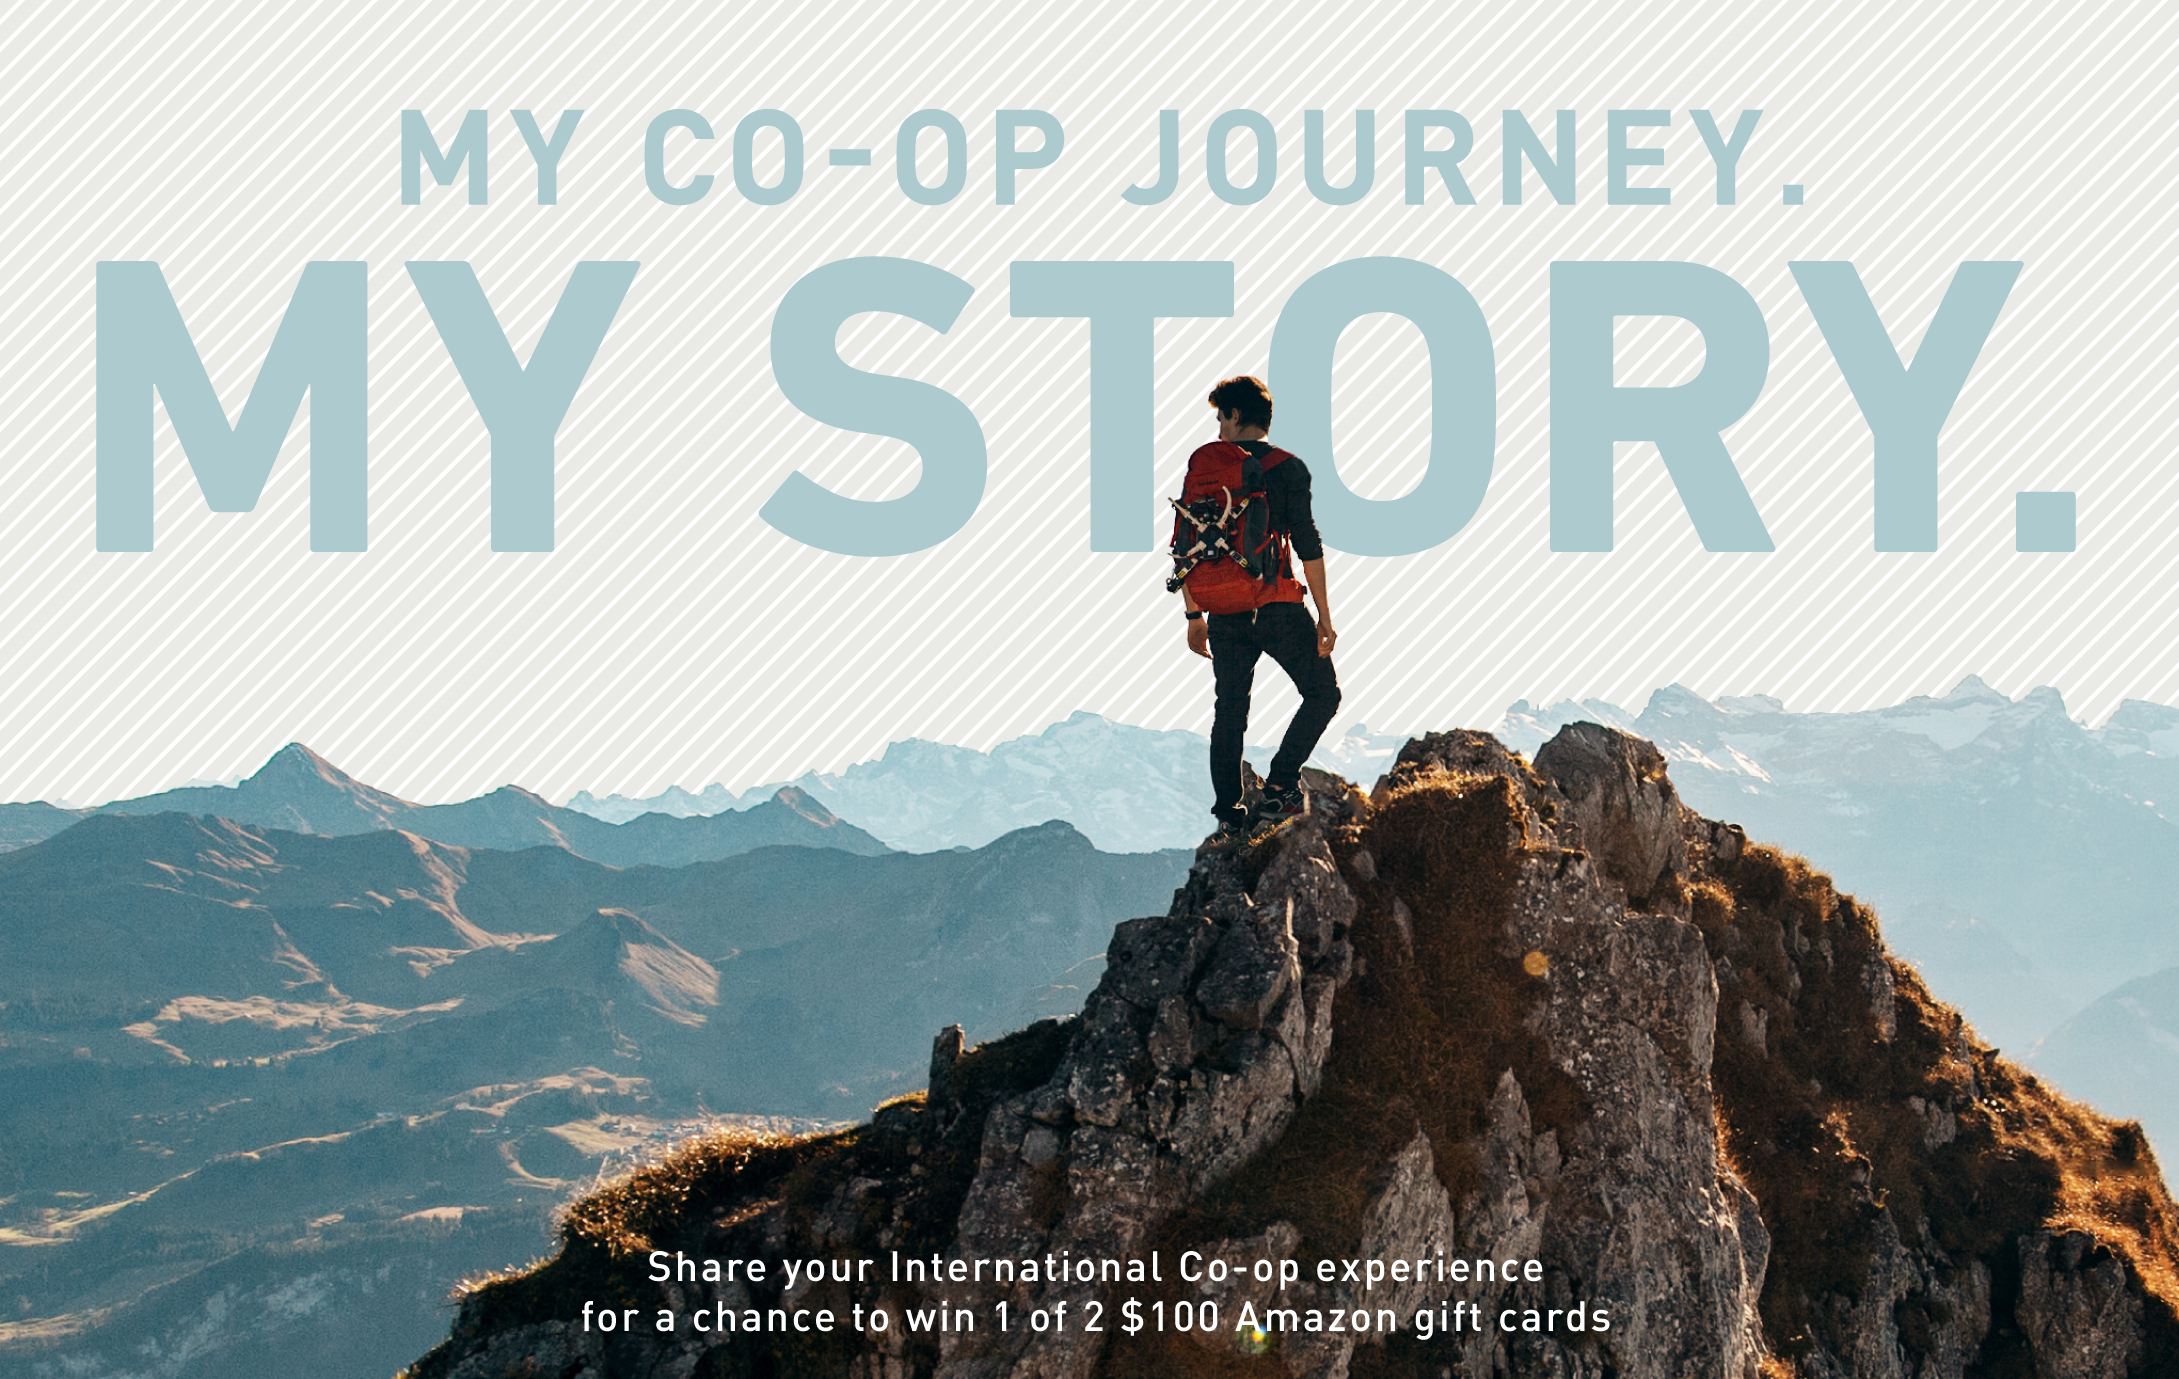 MY CO-OP JOURNEY.
MY STORY.
Share your International Co-op experience
for a chance to win 1 of 2 $100 Amazon gift cards